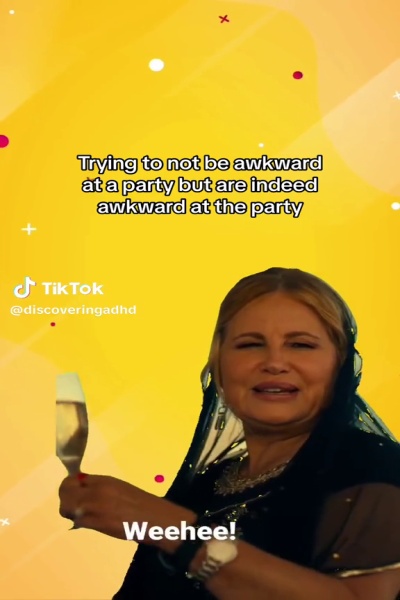 Trying to not be awkward
at a party but are indeed
awkward at the party
TikTok
@discoveringadhd
Weehee!